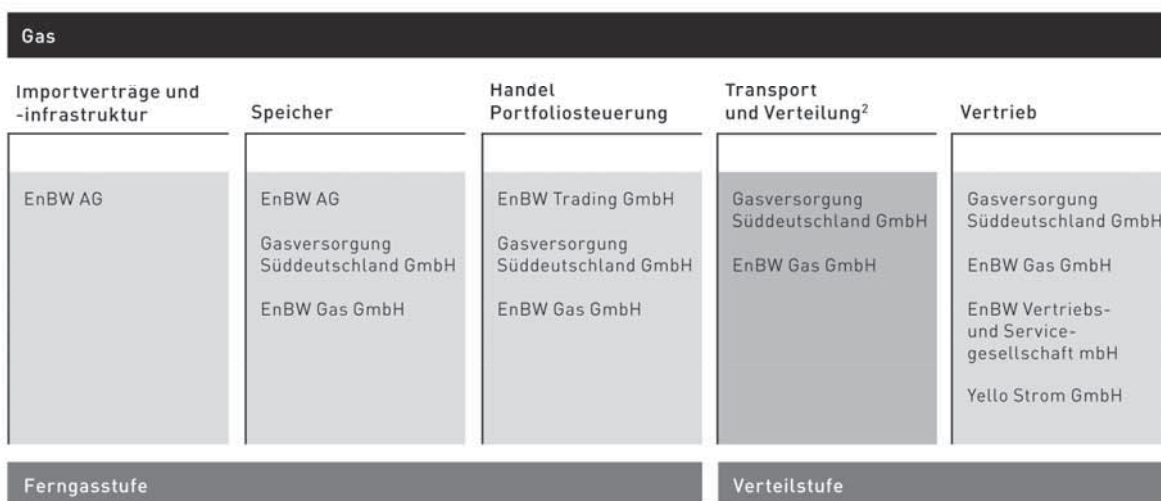 Gas
Importverträge und
-infrastruktur
Speicher
Handel
Portfoliosteuerung
Transport
und Verteilung²
Vertrieb
EnBW AG
EnBW AG
Gasversorgung
Süddeutschland GmbH
EnBW Gas GmbH
EnBW Trading GmbH
Gasversorgung
Süddeutschland GmbH
EnBW Gas GmbH
Gasversorgung
Süddeutschland GmbH
EnBW Gas GmbH
Gasversorgung
Süddeutschland GmbH
EnBW Gas GmbH
EnBW Vertriebs-
und Service-
gesellschaft mbH
Yello Strom GmbH
Ferngasstufe
Verteilstufe